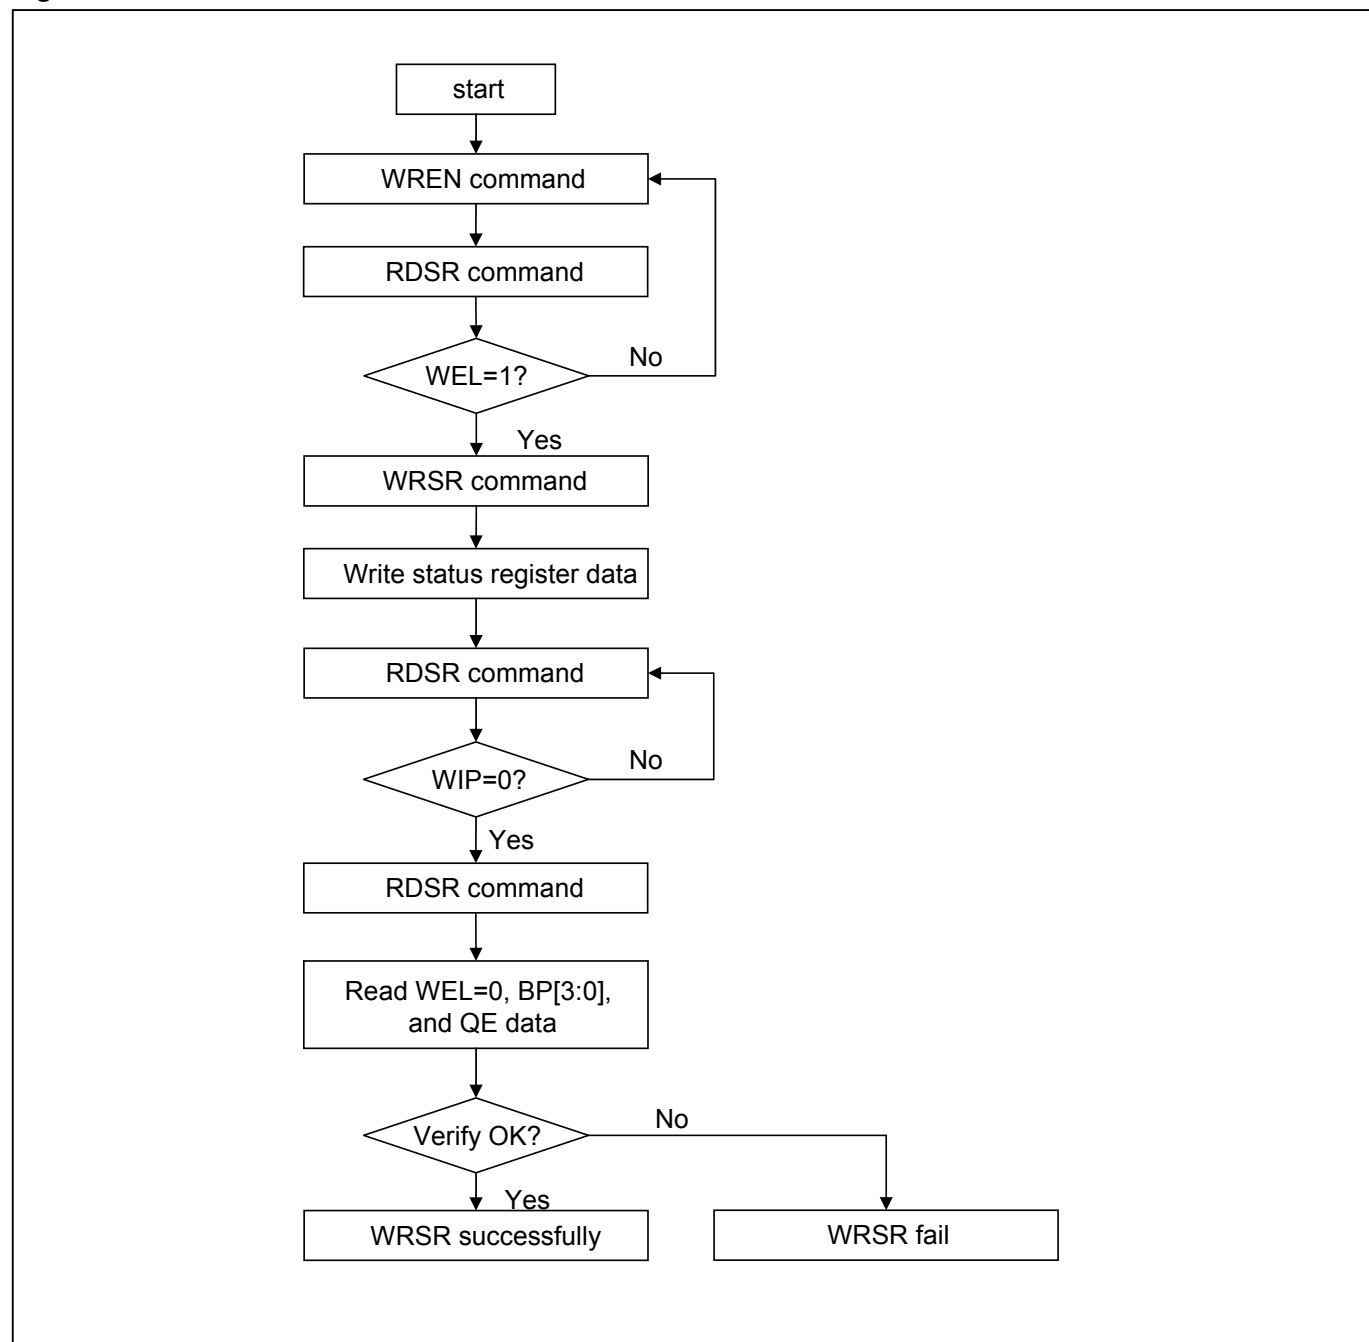 start
WREN command
RDSR command
WEL=1?
No
Yes
WRSR command
Write status register data
RDSR command
WIP=0?
No
Yes
RDSR command
Read WEL=0, BP[3:0],
and QE data
Verify OK?
No
Yes
WRSR successfully
WRSR fail